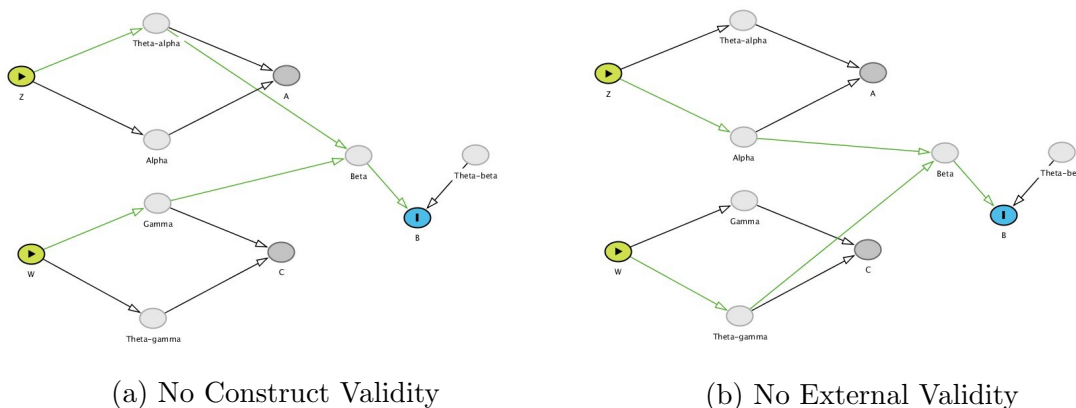 Theta-alpha
Z
A
Alpha
Beta
Theta-beta
Gamma
B
W
C
Theta-gamma
(a) No Construct Validity
Theta-alpha
Z
A
Alpha
Beta
Theta-be
Gamma
B
W
C
Theta-gamma
(b) No External Validity